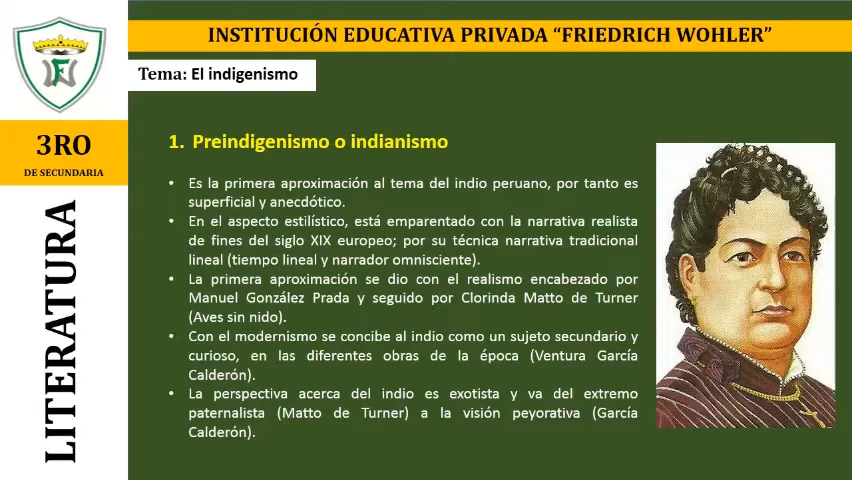 INSTITUCIÓN EDUCATIVA PRIVADA “FRIEDRICH WOHLER”
Tema: El indigenismo
3RO
DE SECUNDARIA
LITERATURA
1. Preindigenismo o indianismo
• Es la primera aproximación al tema del indio peruano, por tanto es
superficial y anecdótico.
• En el aspecto estilístico, está emparentado con la narrativa realista
de fines del siglo XIX europeo; por su técnica narrativa tradicional
lineal (tiempo lineal y narrador omnisciente).
• La primera aproximación se dio con el realismo encabezado por
Manuel González Prada y seguido por Clorinda Matto de Turner
(Aves sin nido).
• Con el modernismo se concibe al indio como un sujeto secundario y
curioso, en las diferentes obras de la época (Ventura García
Calderón).
• La perspectiva acerca del indio es exotista y va del extremo
paternalista (Matto de Turner) a la visión peyorativa (García
Calderón).